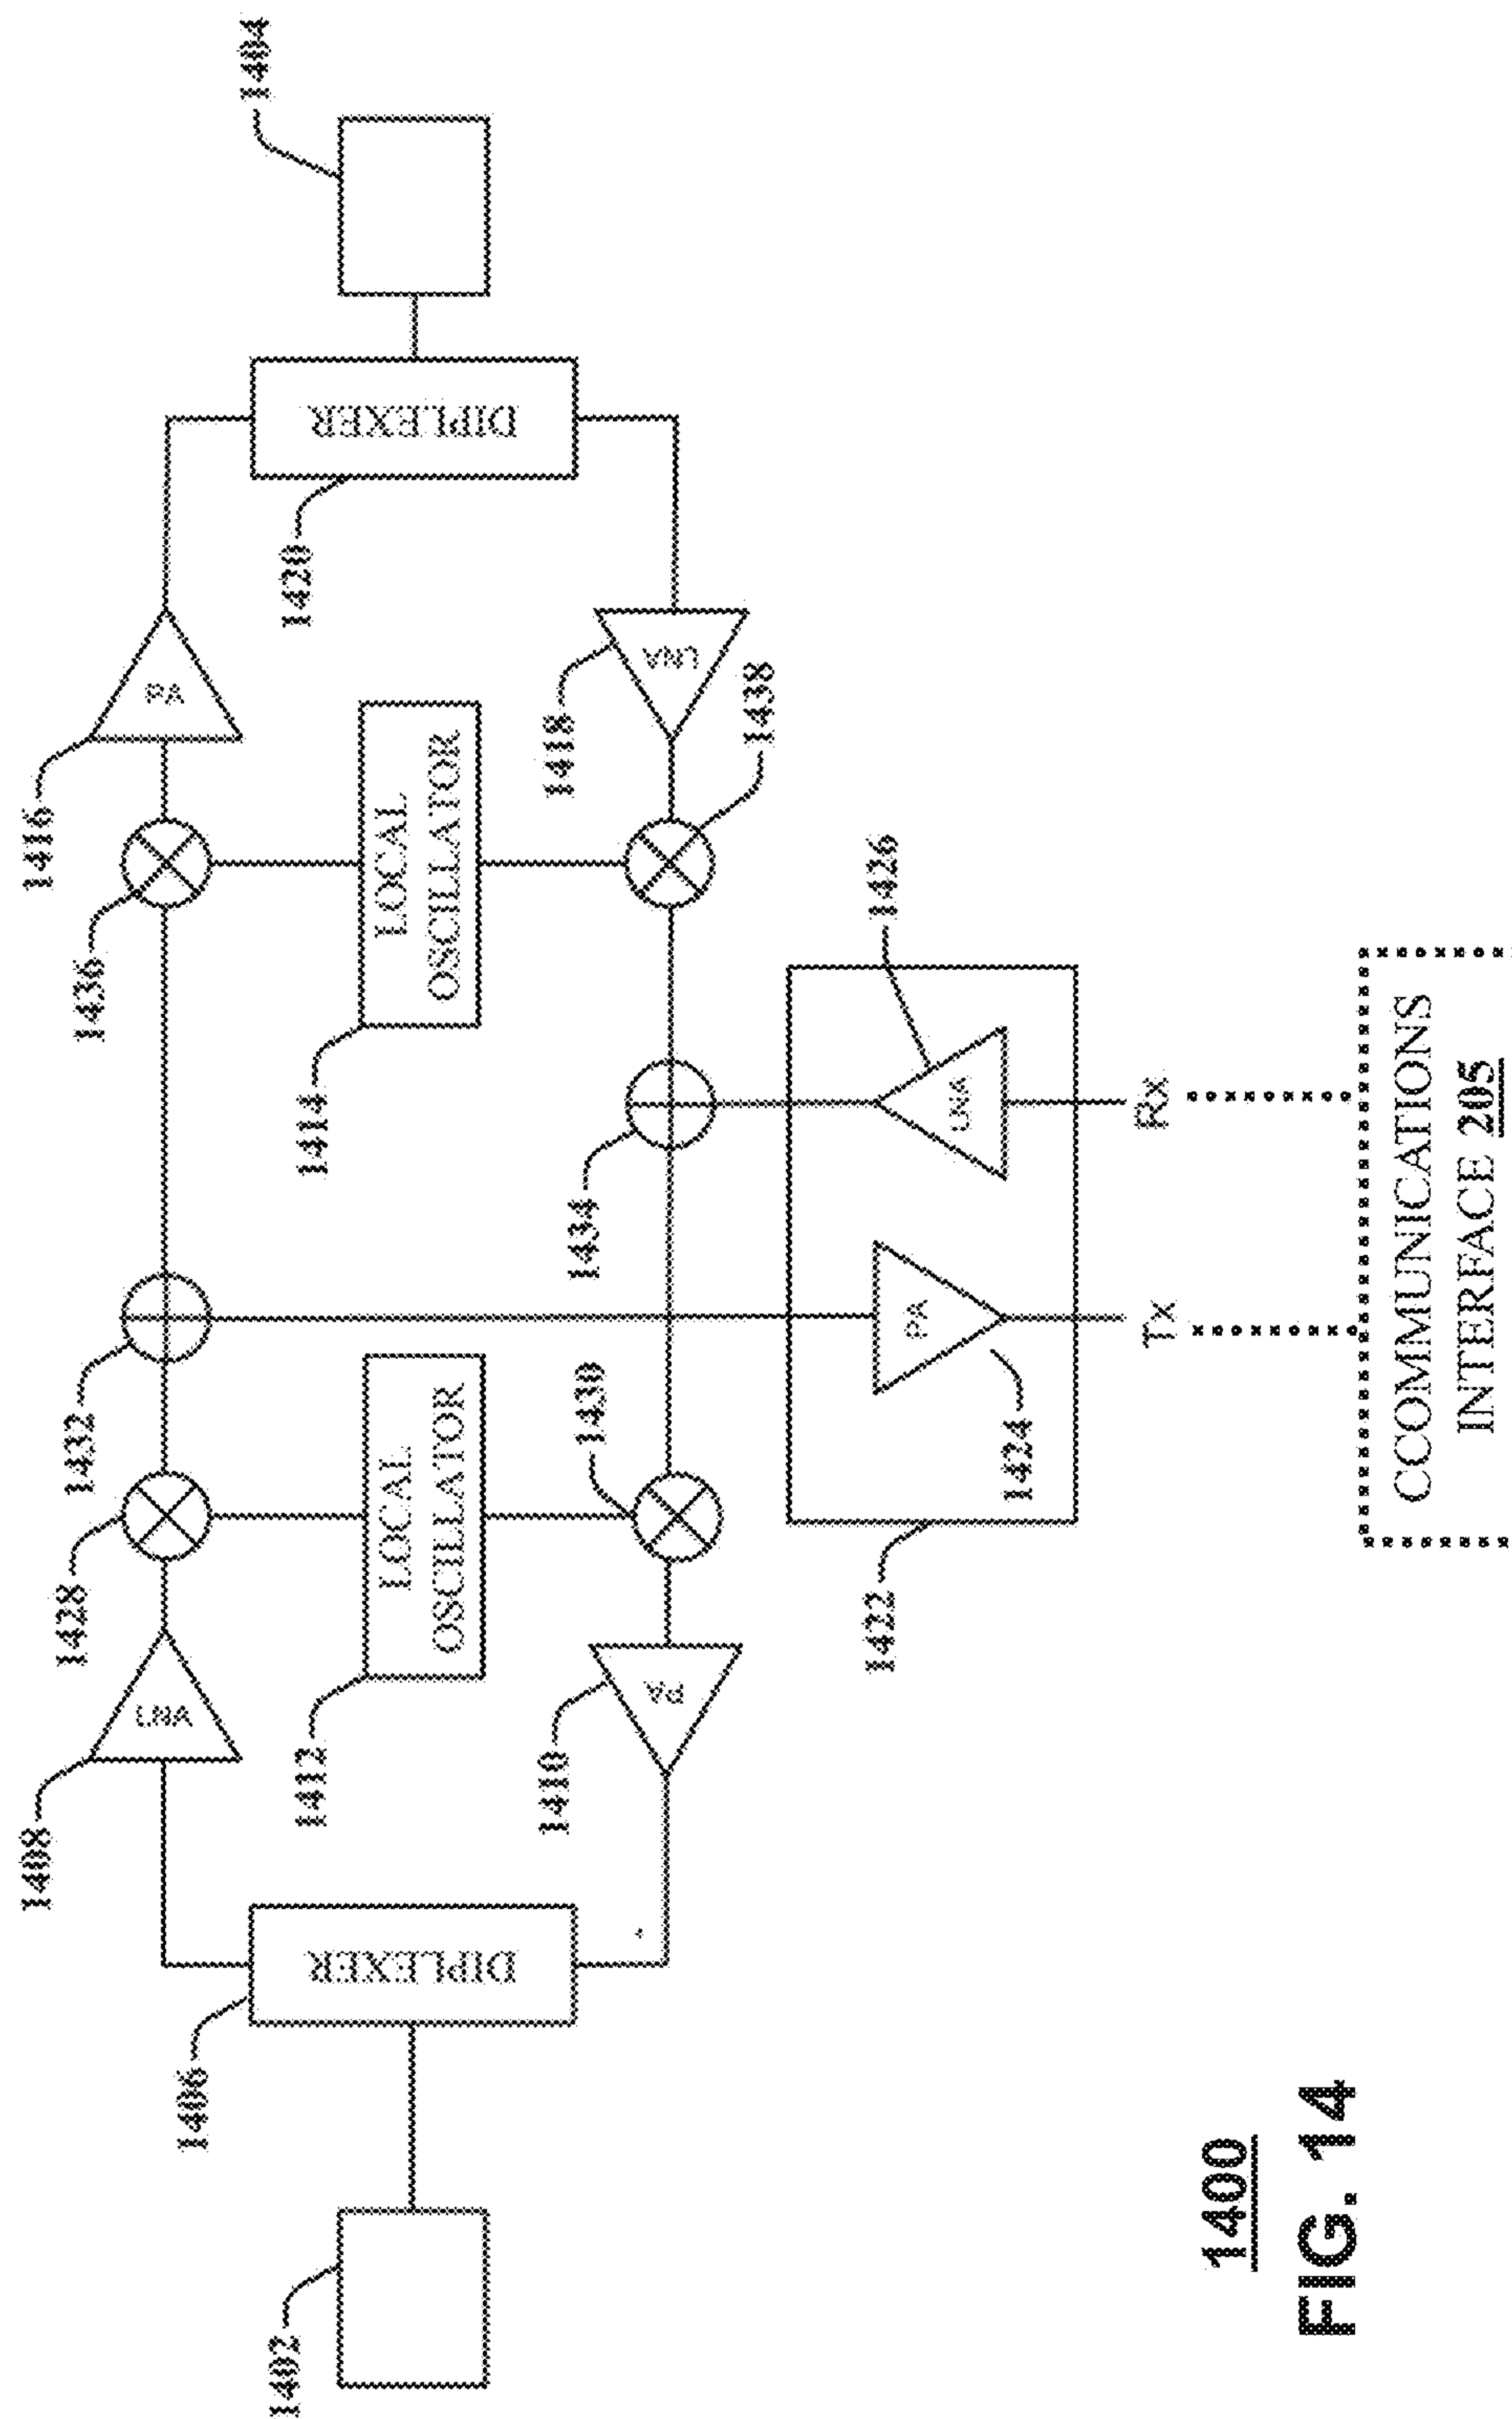 1404
1416
PA
DIPLEXER
1420
1436
LNA
1418
1438
LOCAL
OSCILLATOR
1414
1426
LNA
Rx
1434
1432
PA
Tx
1424
1422
CCOMMUNICATIONS
INTERFACE 205
1428
LOCAL
OSCILLATOR
1412
1430
LNA
1408
PA
1410
DIPLEXER
1406
1402
1400
FIG. 14